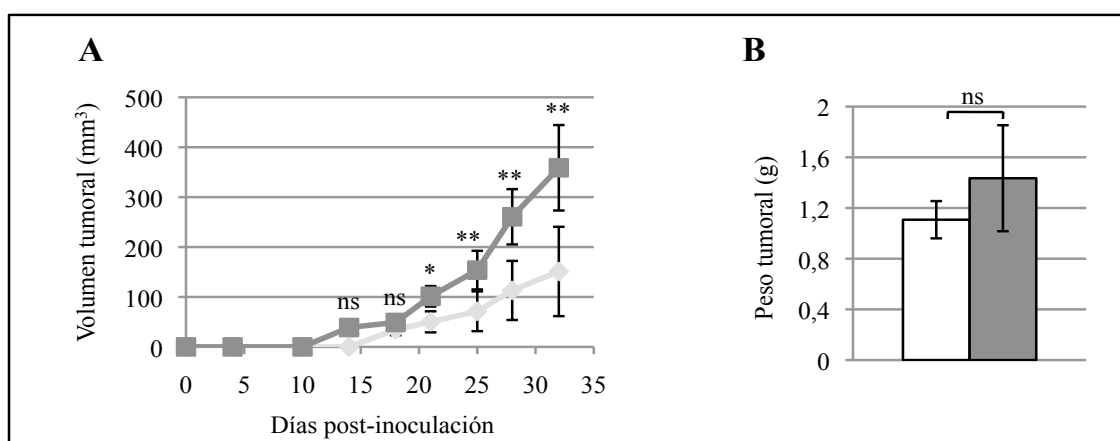 A
Volumen tumoral (mm³)
500
400
300
200
100
0
ns
ns
*
**
**
**
0 5 10 15 20 25 30 35
Días post-inoculación
B
Peso tumoral (g)
2
1,6
1,2
0,8
0,4
0
ns